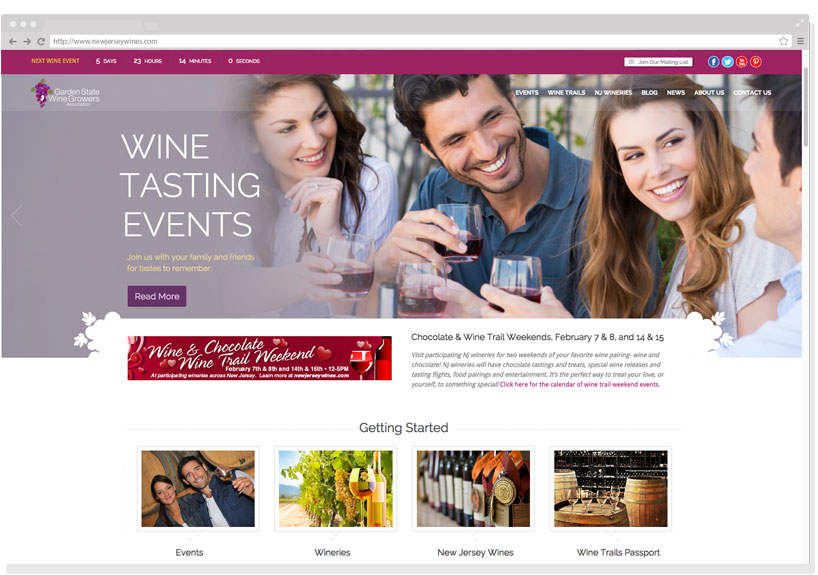 http://www.newjerseywines.com
NEXT WINE EVENT 5 DAYS 23 HOURS 14 MINUTES 0 SECONDS Join Our Mailing List
Garden State
Wine Growers
Association
EVENTS WINE TRAILS NJ WINERIES BLOG NEWS ABOUT US CONTACT US
WINE
TASTING
EVENTS
Join us with your family and friends
for tastes to remember.
Read More
Wine & Chocolate
Wine Trail Weekend
February 7th & 8th and 14th & 15th • 12-5PM
At participating wineries across New Jersey. Learn more at newjerseywines.com
Chocolate & Wine Trail Weekends, February 7 & 8, and 14 & 15
Visit participating NJ wineries for two weekends of your favorite wine pairing- wine and
chocolate! NJ wineries will have chocolate tastings and treats, special wine releases and
tasting flights, food pairings and entertainment. It's the perfect way to treat your love, or
yourself, to something special! Click here for the calendar of wine trail weekend events.
Getting Started
Events
Wineries
New Jersey Wines
Wine Trails Passport